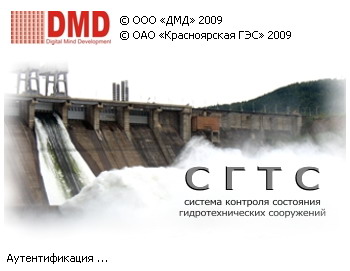 DMD
Digital Mind Development
© ООО «ДМД» 2009
© ОАО «Красноярская ГЭС» 2009
СГТС
система контроля состояния
гидротехнических сооружений
Аутентификация ...